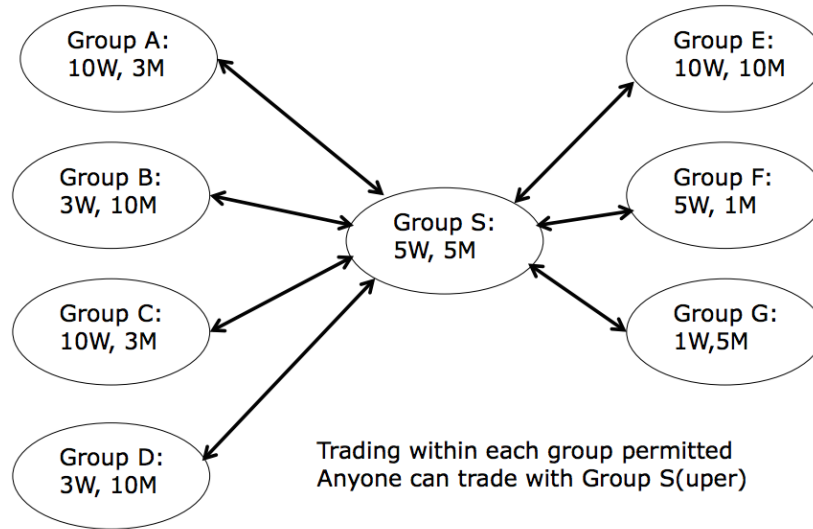 Group A:
10W, 3M
Group B:
3W, 10M
Group C:
10W, 3M
Group D:
3W, 10M
Group S:
5W, 5M
Group E:
10W, 10M
Group F:
5W, 1M
Group G:
1W,5M
Trading within each group permitted
Anyone can trade with Group S(uper)